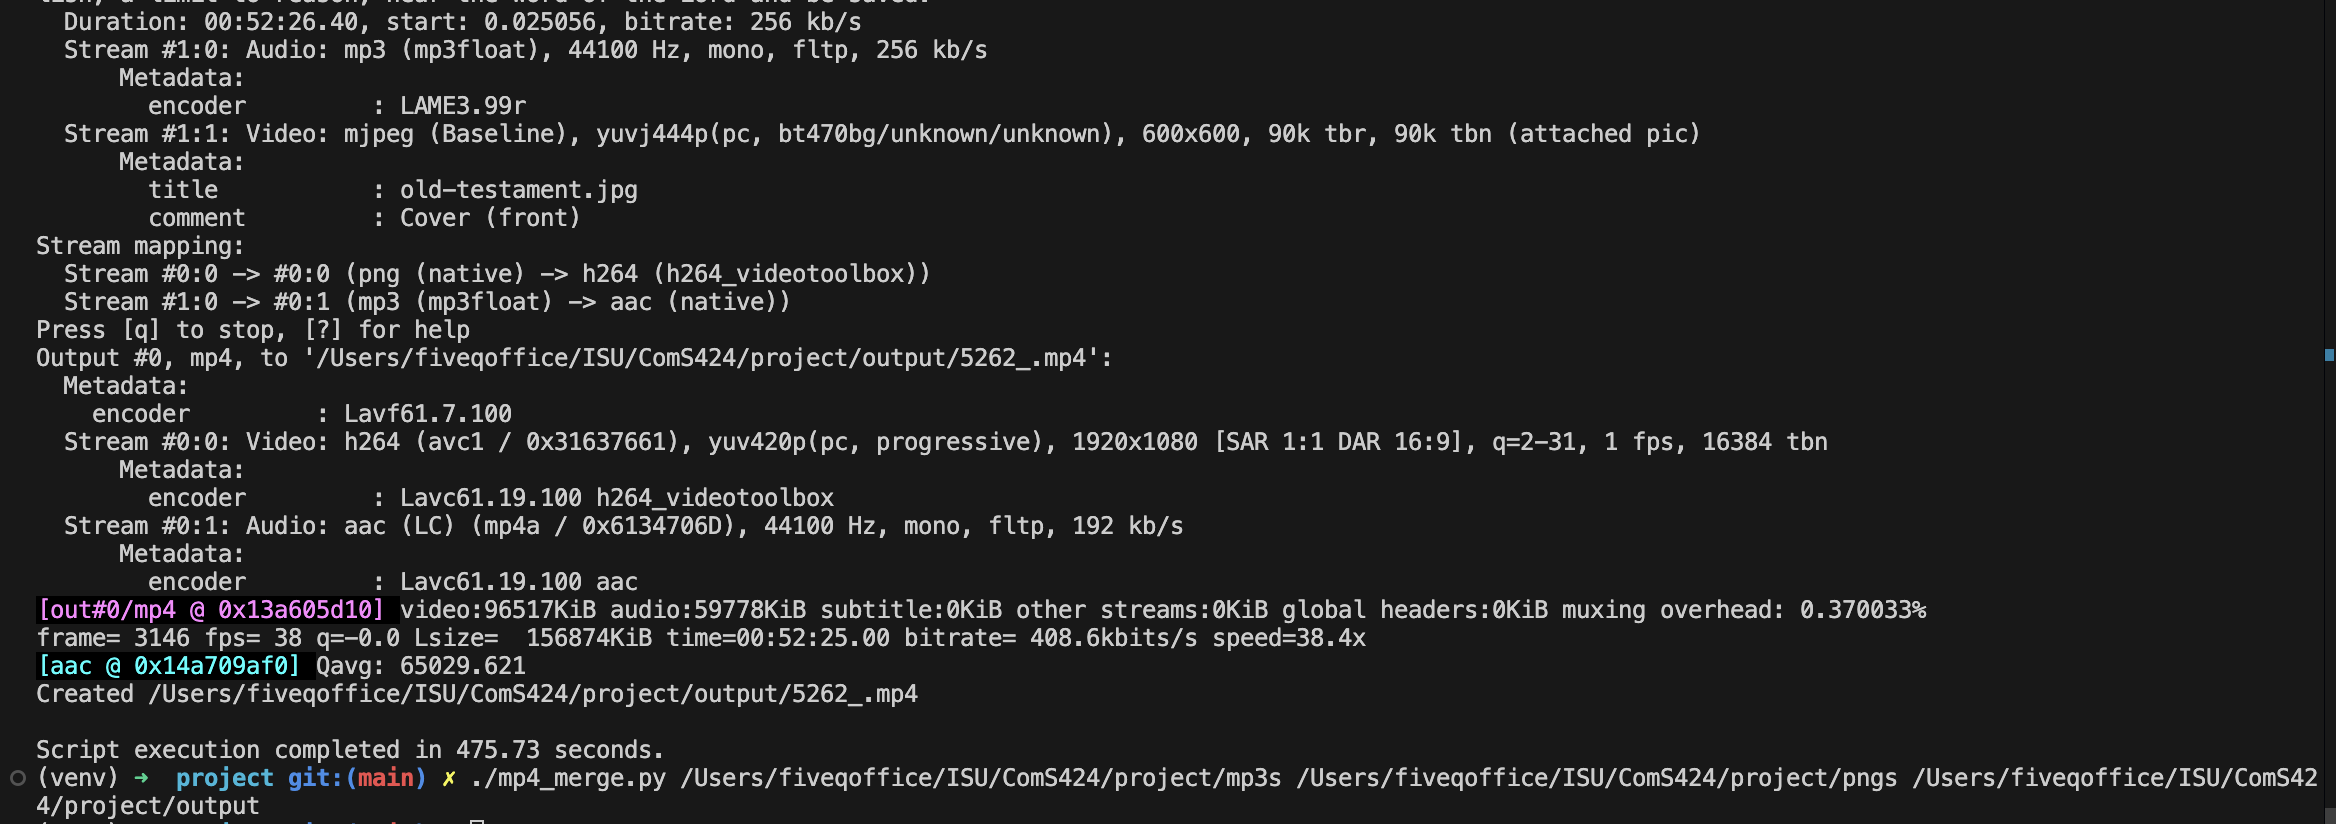 Duration: 00:52:26.40, start: 0.025056, bitrate: 256 kb/s
Stream #1:0: Audio: mp3 (mp3float), 44100 Hz, mono, fltp, 256 kb/s
Metadata:
encoder : LAME3.99r
Stream #1:1: Video: mjpeg (Baseline), yuvj444p(pc, bt470bg/unknown/unknown), 600x600, 90k tbr, 90k tbn (attached pic)
Metadata:
title : old-testament.jpg
comment : Cover (front)
Stream mapping:
Stream #0:0 -> #0:0 (png (native) -> h264 (h264_videotoolbox))
Stream #1:0 -> #0:1 (mp3 (mp3float) -> aac (native))
Press [q] to stop, [?] for help
Output #0, mp4, to '/Users/fiveqoffice/ISU/ComS424/project/output/5262_.mp4':
Metadata:
encoder : Lavf61.7.100
Stream #0:0: Video: h264 (avc1 / 0x31637661), yuv420p(pc, progressive), 1920x1080 [SAR 1:1 DAR 16:9], q=2-31, 1 fps, 16384 tbn
Metadata:
encoder : Lavc61.19.100 h264_videotoolbox
Stream #0:1: Audio: aac (LC) (mp4a / 0x6134706D), 44100 Hz, mono, fltp, 192 kb/s
Metadata:
encoder : Lavc61.19.100 aac
[out#0/mp4 @ 0x13a605d10] video:96517KiB audio:59778KiB subtitle:0KiB other streams:0KiB global headers:0KiB muxing overhead: 0.370033%
frame= 3146 fps= 38 q=-0.0 Lsize=  156874KiB time=00:52:25.00 bitrate= 408.6kbits/s speed=38.4x
[aac @ 0x14a709af0] Qavg: 65029.621
Created /Users/fiveqoffice/ISU/ComS424/project/output/5262_.mp4
Script execution completed in 475.73 seconds.
(venv) ➜  project git:(main) ✗ ./mp4_merge.py /Users/fiveqoffice/ISU/ComS424/project/mp3s /Users/fiveqoffice/ISU/ComS424/project/pngs /Users/fiveqoffice/ISU/ComS42
4/project/output